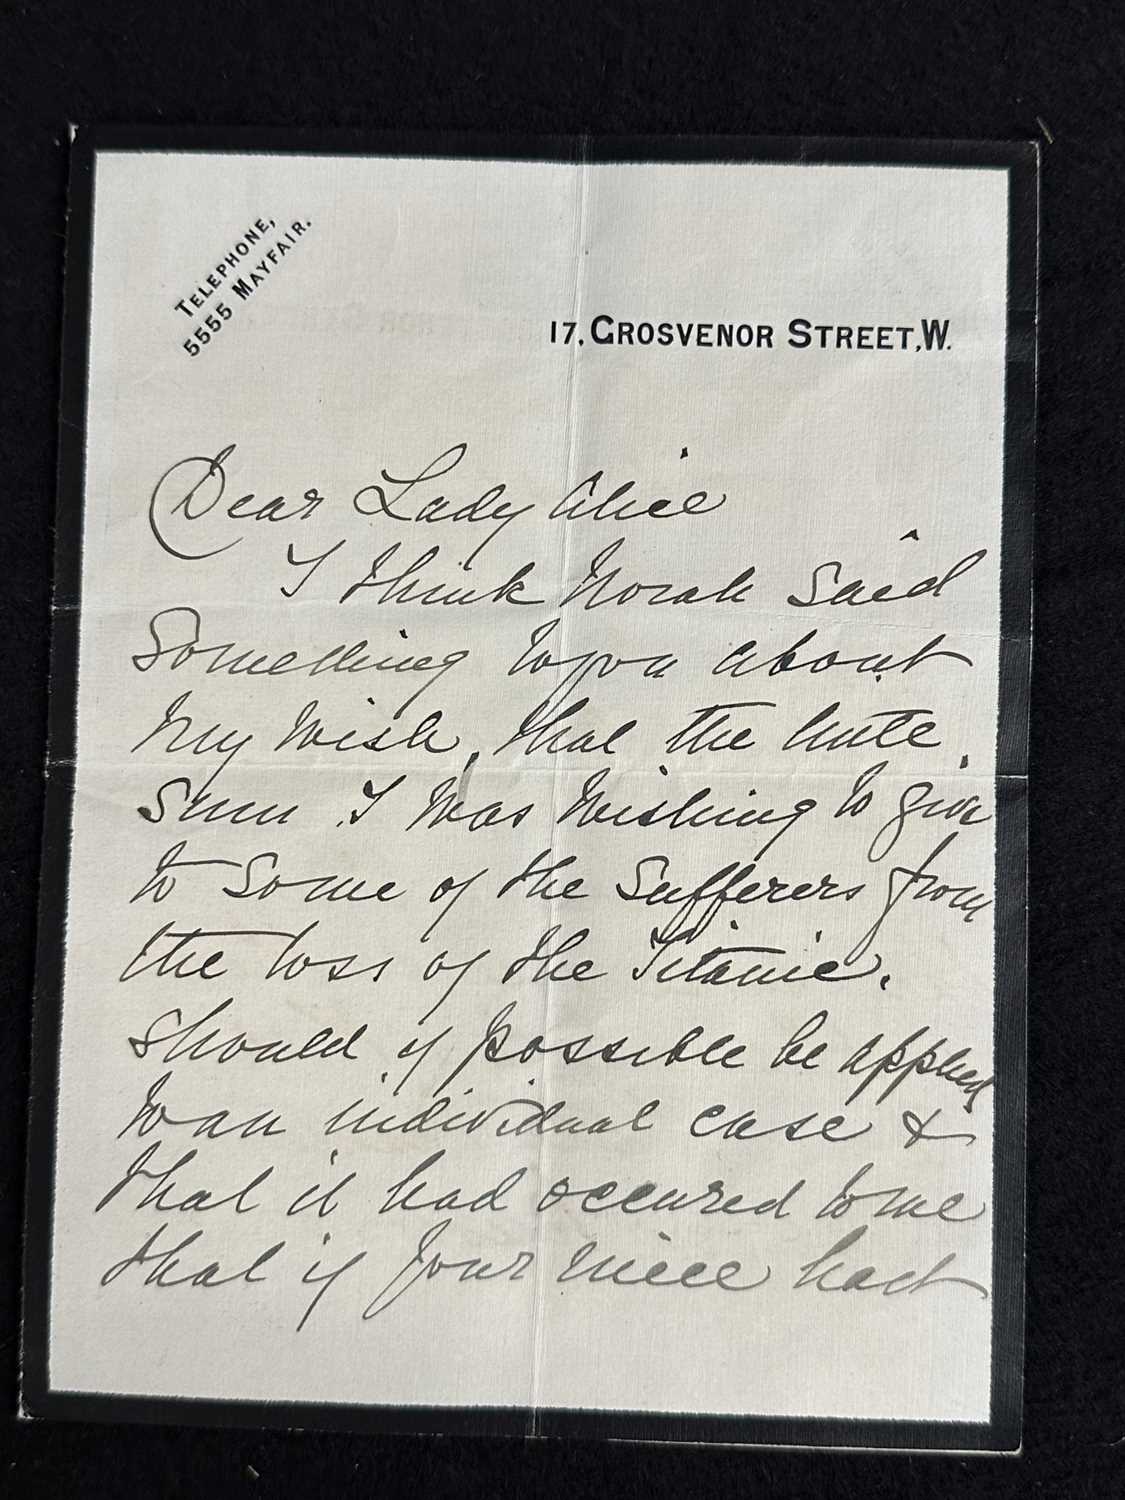 TELEPHONE,
5555 MAYFAIR.
17, GROSVENOR STREET, W.
Dear Lady Alice
I think Norah said
Something to you about
My Wish, that the little
Sum I was Wishing to give
to Some of the Sufferers from
the loss of the Titanic.
Should if possible be applied
to an individual case &
that it had occured to me
that if your niece had